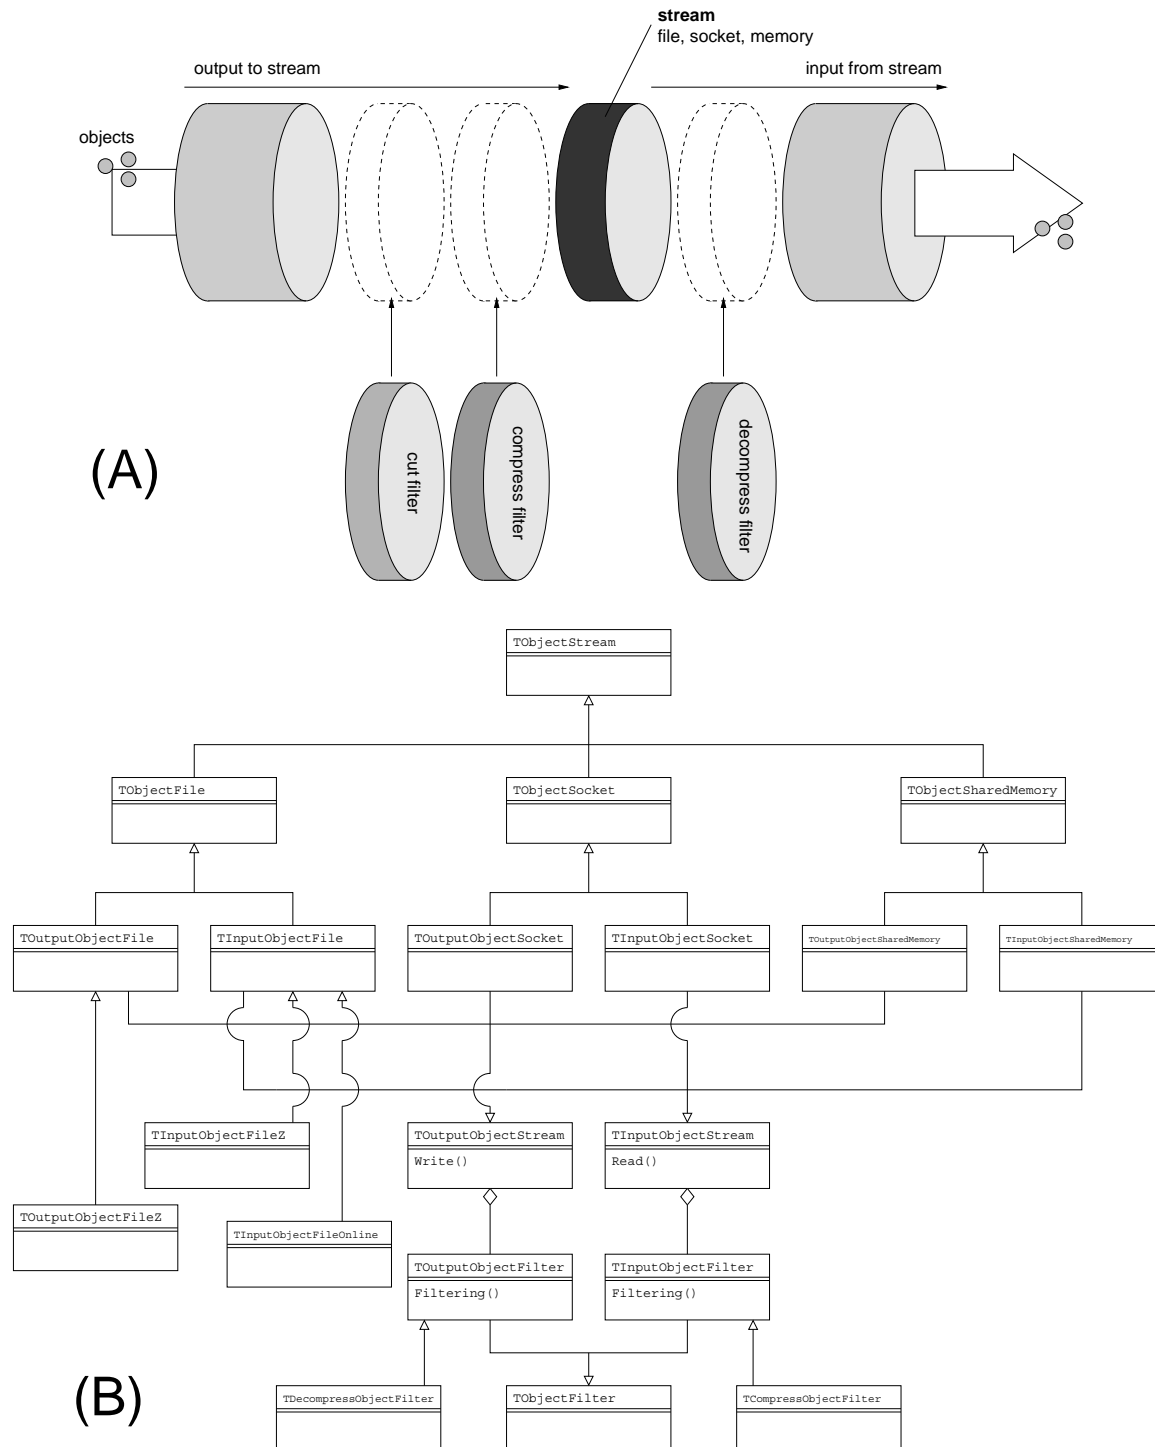 stream
file, socket, memory
output to stream
input from stream
objects
cut filter
compress filter
decompress filter
(A)
TObjectStream
TObjectFile
TObjectSocket
TObjectSharedMemory
TOutputObjectFile
TInputObjectFile
TOutputObjectSocket
TInputObjectSocket
TOutputObjectSharedMemory
TInputObjectSharedMemory
TInputObjectFileZ
TOutputObjectStream
Write()
TInputObjectStream
Read()
TOutputObjectFileZ
TInputObjectFileOnline
TOutputObjectFilter
Filtering()
TInputObjectFilter
Filtering()
(B)
TDecompressObjectFilter
TObjectFilter
TCompressObjectFilter